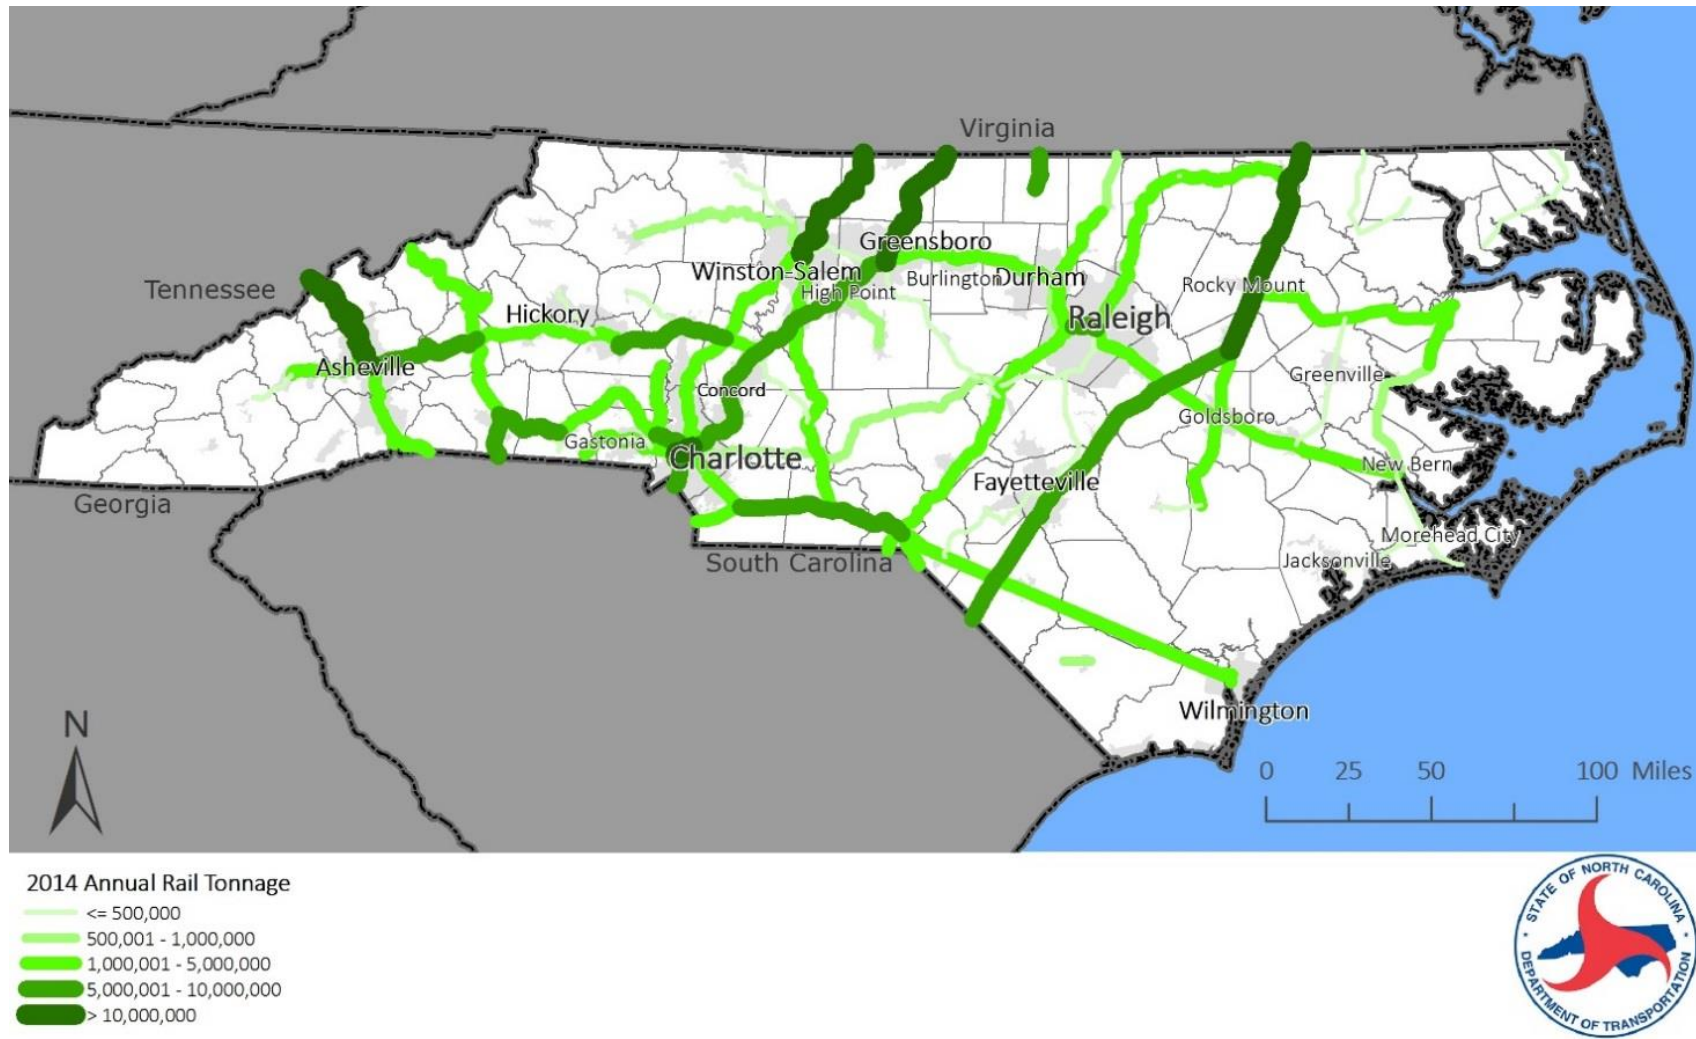 Virginia
Greensboro
Winston-Salem
Burlington
Durham
High Point
Rocky Mount
Tennessee
Hickory
Raleigh
Asheville
Greenville
Concord
Goldsboro
Gastonia
Charlotte
New Bern
Fayetteville
Georgia
Morehead City
South Carolina
Jacksonville
Wilmington
N
0 25 50 100 Miles
2014 Annual Rail Tonnage
<= 500,000
500,001 - 1,000,000
1,000,001 - 5,000,000
5,000,001 - 10,000,000
> 10,000,000
STATE OF NORTH CAROLINA
DEPARTMENT OF TRANSPORTATION